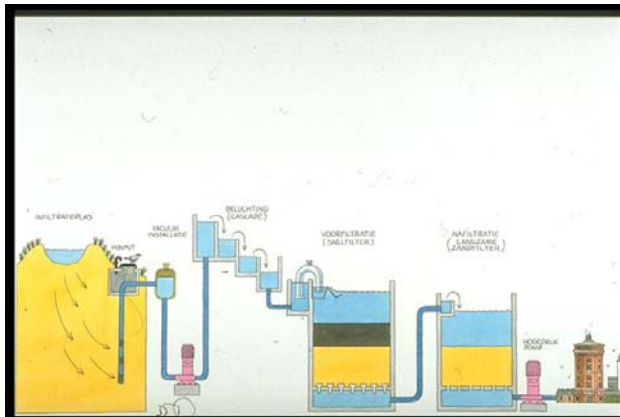 INFILTRATIEPLAS
WINPUT
VACUUM
INSTALLATIE
BELUCHTING
(CASCADE)
VOORFILTRATIE
(SNELFILTER)
NAFILTRATIE
(LANGZAME
ZANDFILTER)
HOGEDRUK
POMP